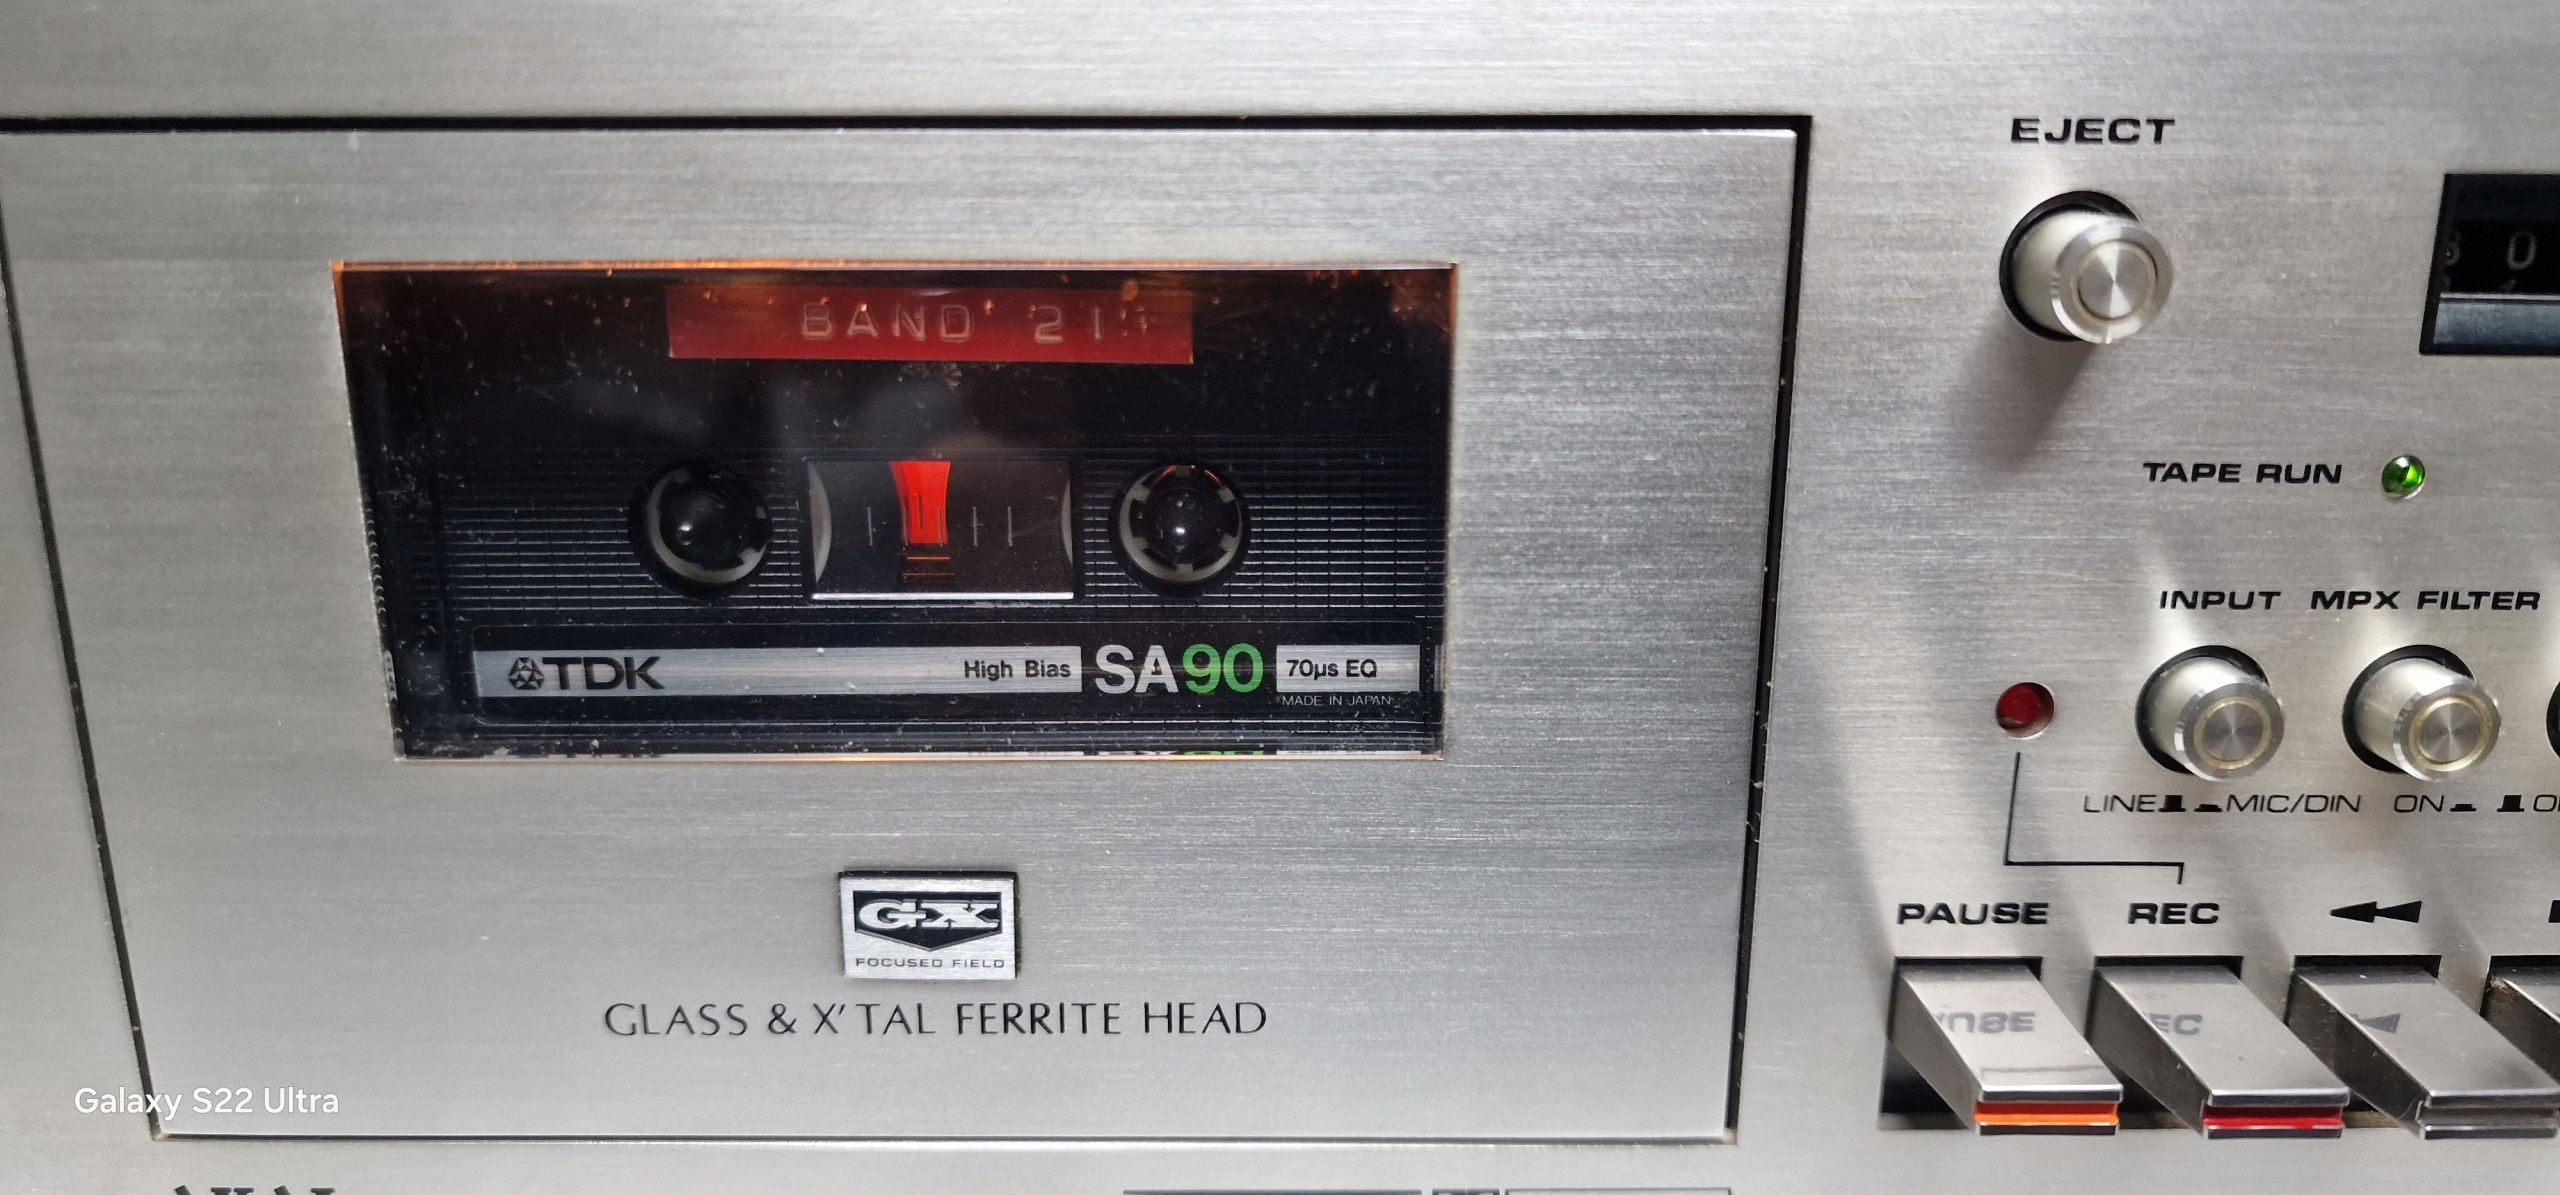 EJECT
BAND 21
TAPE RUN
INPUT MPX FILTER
TDK High Bias SA90 70µs EQ
MADE IN JAPAN
LINE MIC/DIN ON
GX
FOCUSED FIELD
PAUSE REC
GLASS & X'TAL FERRITE HEAD
Galaxy S22 Ultra